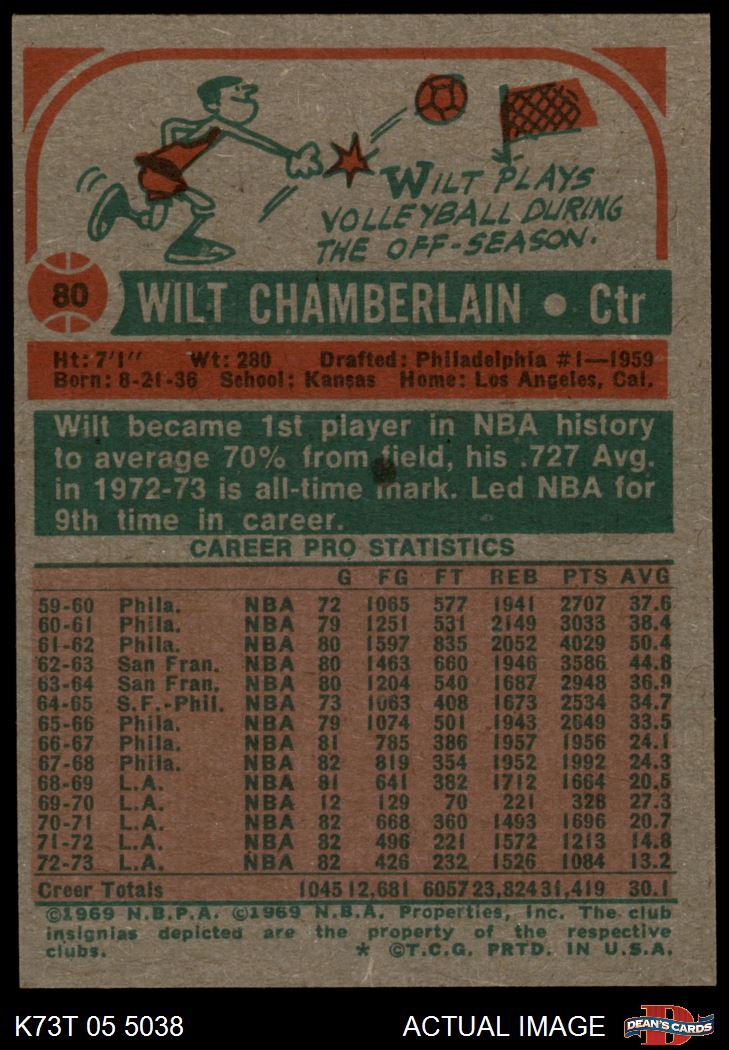 WILT PLAYS
VOLLEYBALL DURING
THE OFF-SEASON.
80
WILT CHAMBERLAIN • Ctr
Ht: 7'1" Wt: 280 Drafted: Philadelphia #1—1959
Born: 8-21-36 School: Kansas Home: Los Angeles, Cal.
Wilt became 1st player in NBA history
to average 70% from field, his .727 Avg.
in 1972-73 is all-time mark. Led NBA for
9th time in career.
CAREER PRO STATISTICS
G FG FT REB PTS AVG
59-60 Phila. NBA 72 1065 577 1941 2707 37.6
60-61 Phila. NBA 79 1251 531 2149 3033 38.4
61-62 Phila. NBA 80 1597 835 2052 4029 50.4
62-63 San Fran. NBA 80 1463 660 1946 3586 44.8
63-64 San Fran. NBA 80 1204 540 1687 2948 36.9
64-65 S.F.-Phil. NBA 73 1063 408 1673 2534 34.7
65-66 Phila. NBA 79 1074 501 1943 2649 33.5
66-67 Phila. NBA 81 785 386 1957 1956 24.1
67-68 Phila. NBA 82 819 354 1952 1992 24.3
68-69 L.A. NBA 81 641 382 1712 1664 20.5
69-70 L.A. NBA 12 129 70 221 328 27.3
70-71 L.A. NBA 82 668 360 1493 1696 20.7
71-72 L.A. NBA 82 496 221 1572 1213 14.8
72-73 L.A. NBA 82 426 232 1526 1084 13.2
Creer Totals 1045 12,681 6057 23,824 31,419 30.1
©1969 N.B.P.A. ©1969 N.B.A. Properties, Inc. The club
insignias depicted are the property of the respective
clubs. * ©T.C.G. PRTD. IN U.S.A.
K73T 05 5038 ACTUAL IMAGE
DEAN'S CARDS